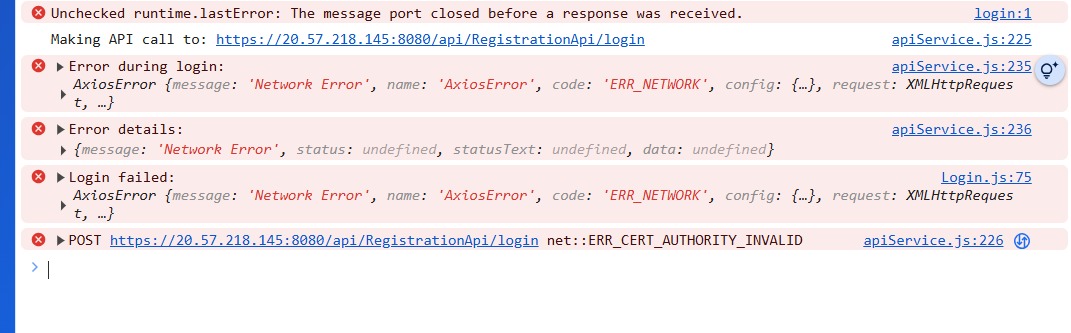 Unchecked runtime.lastError: The message port closed before a response was received. login:1
Making API call to: https://20.57.218.145:8080/api/RegistrationApi/login apiService.js:225
Error during login: apiService.js:235
AxiosError {message: 'Network Error', name: 'AxiosError', code: 'ERR_NETWORK', config: {…}, request: XMLHttpReques
t, …}
Error details: apiService.js:236
{message: 'Network Error', status: undefined, statusText: undefined, data: undefined}
Login failed: Login.js:75
AxiosError {message: 'Network Error', name: 'AxiosError', code: 'ERR_NETWORK', config: {…}, request: XMLHttpReques
t, …}
POST https://20.57.218.145:8080/api/RegistrationApi/login net::ERR_CERT_AUTHORITY_INVALID apiService.js:226